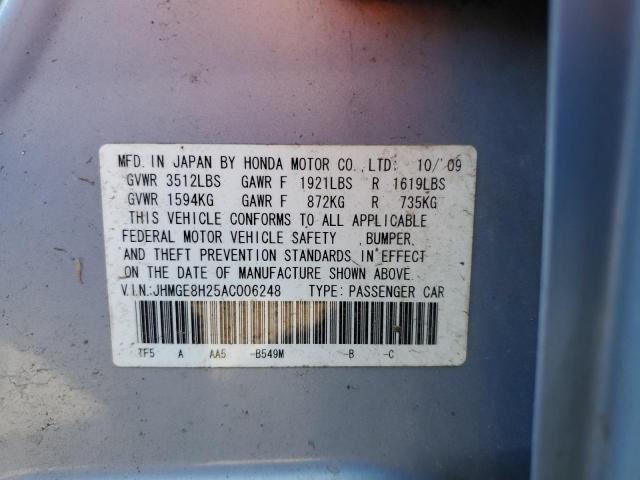 MFD. IN JAPAN BY HONDA MOTOR CO., LTD: 10/'09
GVWR 3512LBS GAWR F 1921LBS R 1619LBS
GVWR 1594KG GAWR F 872KG R 735KG
THIS VEHICLE CONFORMS TO ALL APPLICABLE
FEDERAL MOTOR VEHICLE SAFETY , BUMPER,
AND THEFT PREVENTION STANDARDS IN EFFECT
ON THE DATE OF MANUFACTURE SHOWN ABOVE.
V.I.N.:JHMGE8H25AC006248 TYPE: PASSENGER CAR
TF5 A AA5 -B549M -B -C